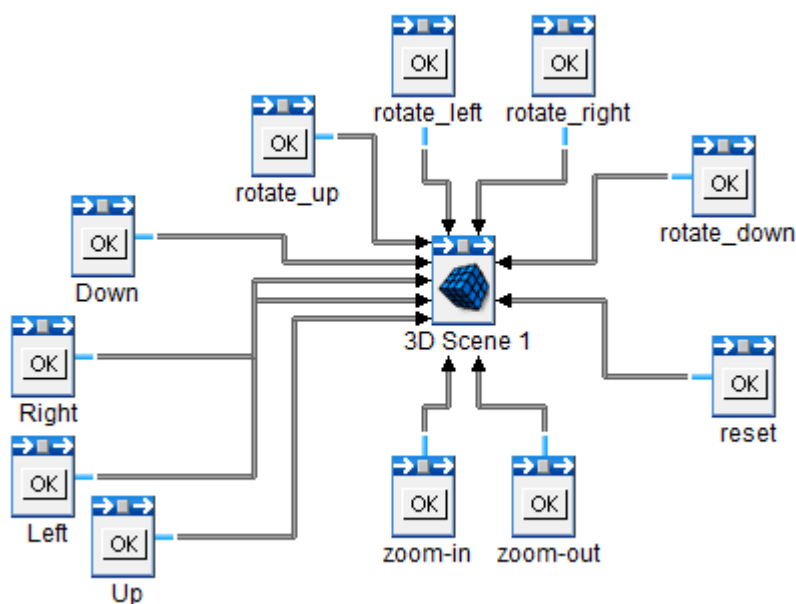 OK
rotate_left
OK
rotate_right
OK
rotate_up
OK
rotate_down
OK
Down
3D Scene 1
OK
Right
OK
reset
OK
Left
OK
Up
OK
zoom-in
OK
zoom-out